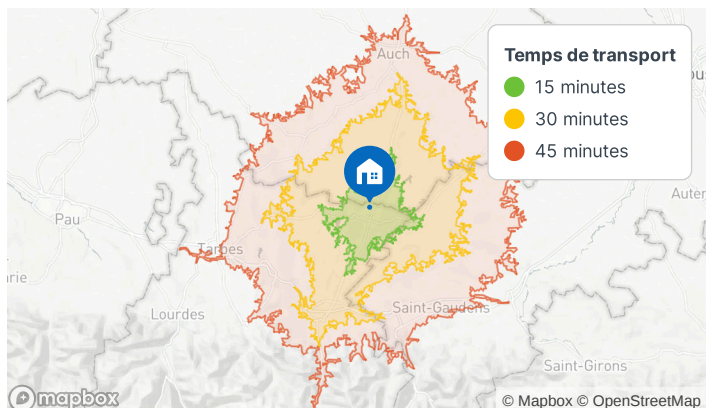 Auch
Temps de transport
15 minutes
30 minutes
45 minutes
Pau
Tarbes
Lourdes
Saint-Gaudens
Saint-Girons
mapbox
© Mapbox © OpenStreetMap